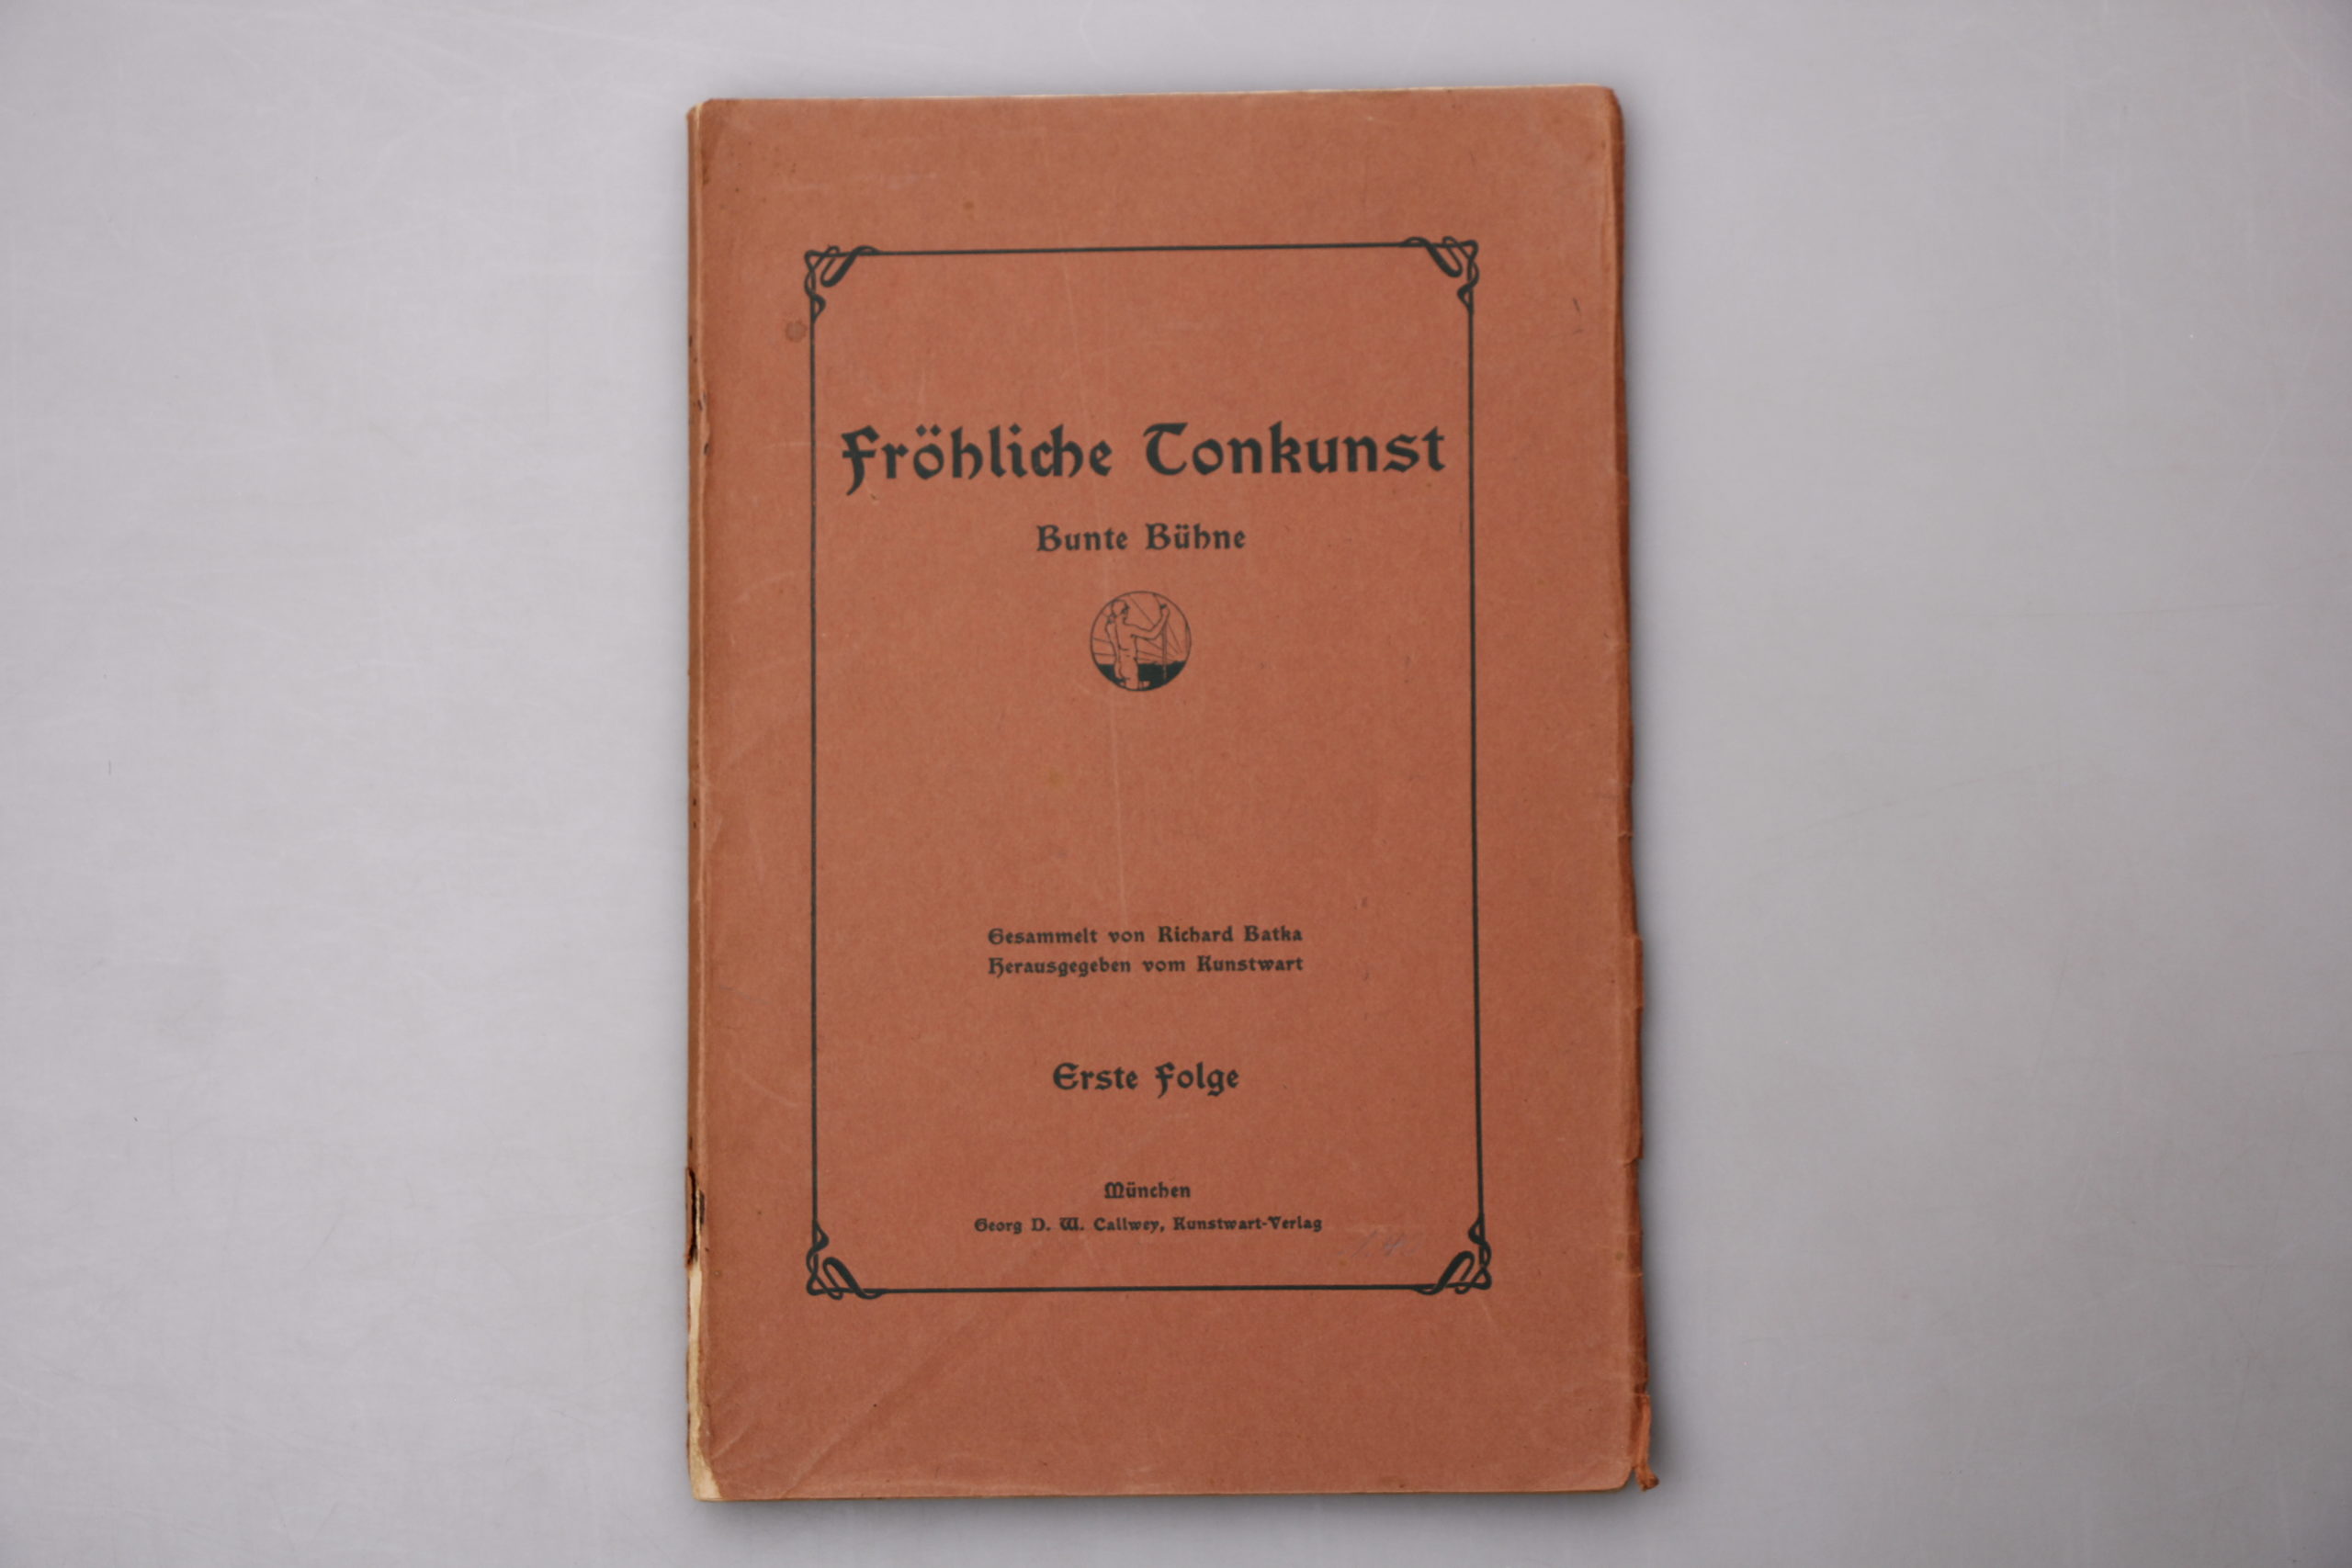 Fröhliche Tonkunst
Bunte Bühne
Gesammelt von Richard Batka
Herausgegeben vom Kunstwart
Erste Folge
München
Georg D. W. Callwey, Kunstwart-Verlag